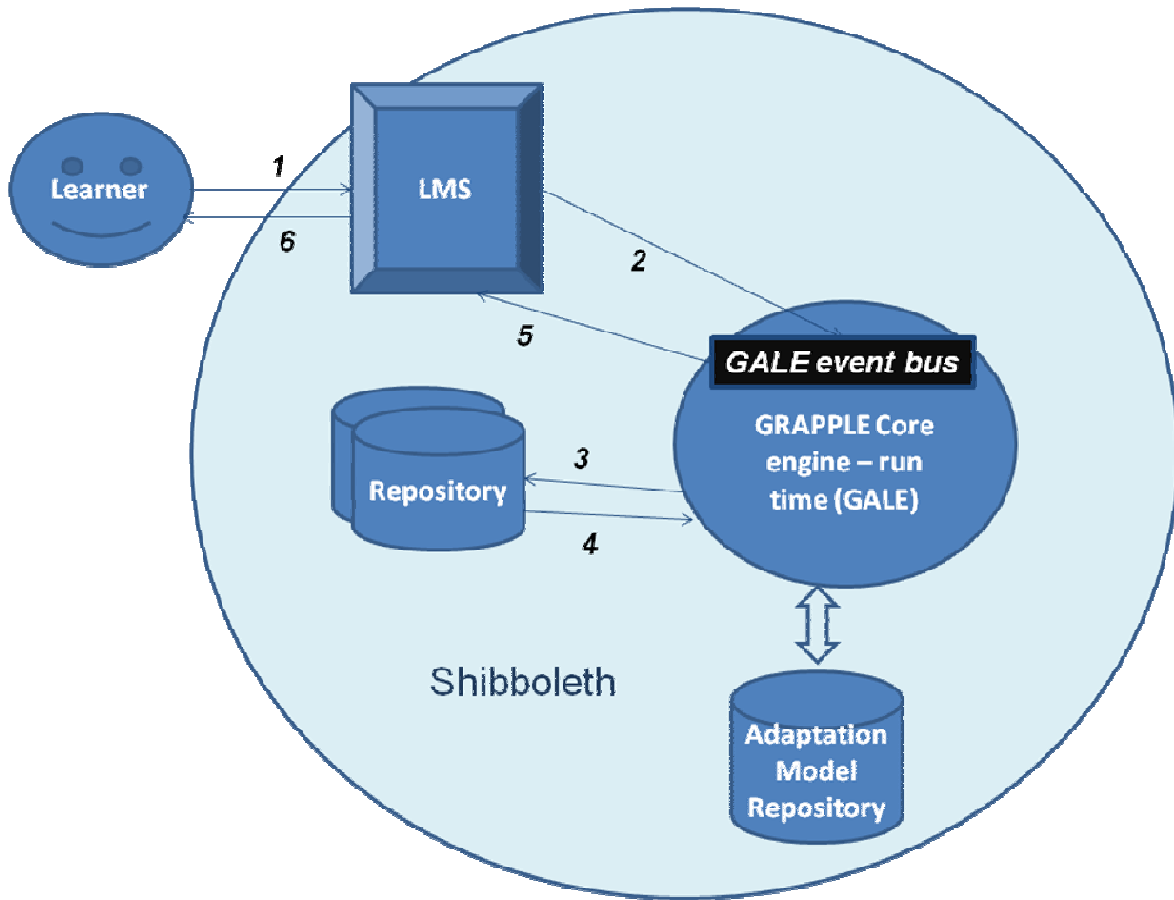 1
Learner
LMS
6
2
5
GALE event bus
GRAPPLE Core
engine – run
time (GALE)
3
Repository
4
Shibboleth
Adaptation
Model
Repository